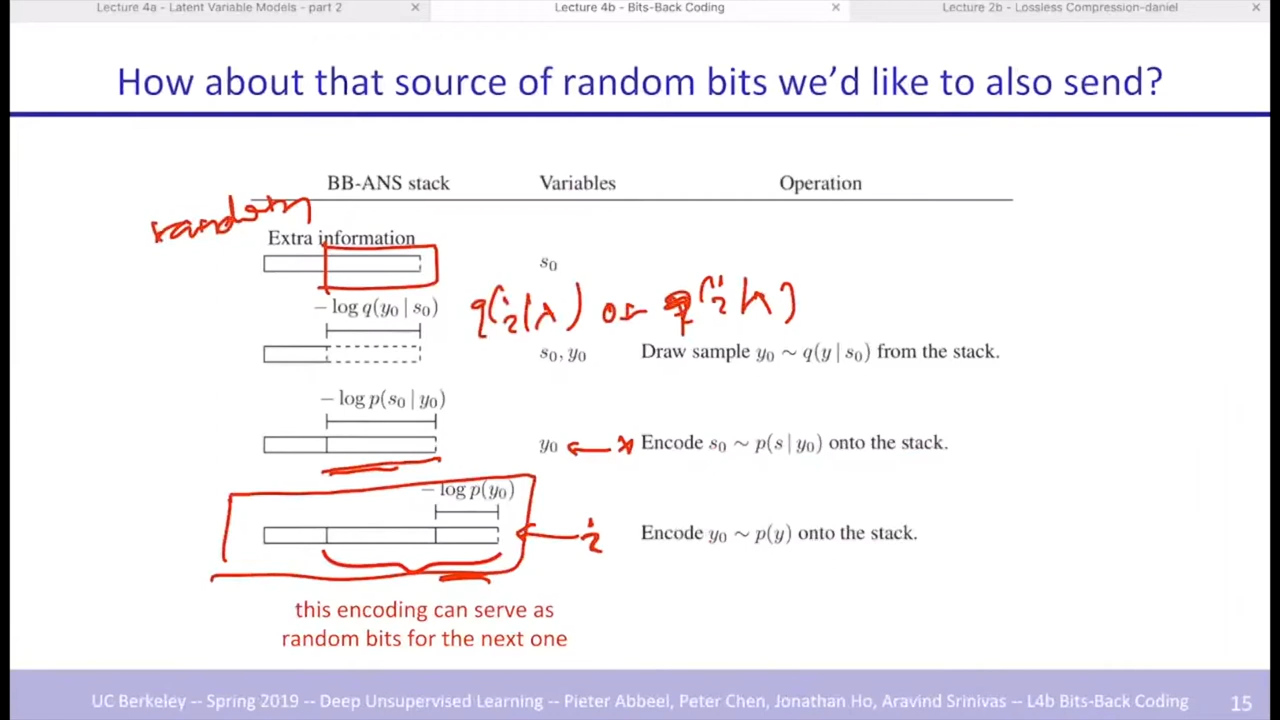 Lecture 4a - Latent Variable Models - part 2 × Lecture 4b - Bits-Back Coding × Lecture 2b - Lossless Compression-daniel ×
How about that source of random bits we’d like to also send?
BB-ANS stack Variables Operation
random
Extra information
s₀
− log q(y₀ | s₀)
s₀, y₀ Draw sample y₀ ∼ q(y | s₀) from the stack.
− log p(s₀ | y₀)
y₀ Encode s₀ ∼ p(s | y₀) onto the stack.
− log p(y₀)
Encode y₀ ∼ p(y) onto the stack.
this encoding can serve as
random bits for the next one
UC Berkeley -- Spring 2019 -- Deep Unsupervised Learning -- Pieter Abbeel, Peter Chen, Jonathan Ho, Aravind Srinivas -- L4b Bits-Back Coding 15